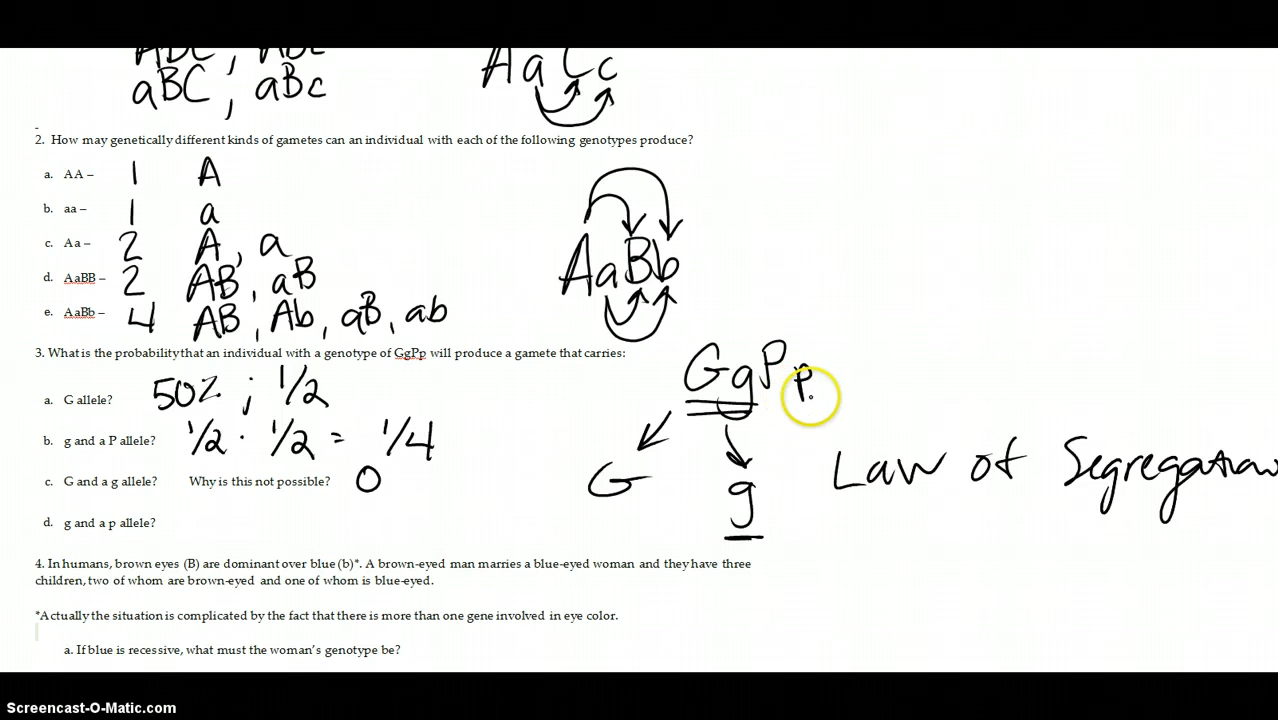 aBC ; aBc
AaCc
2. How may genetically different kinds of gametes can an individual with each of the following genotypes produce?
a. AA – 1 A
b. aa – 1 a
c. Aa – 2 A, a
d. AaBB – 2 AB, aB
e. AaBb – 4 AB, Ab, aB, ab
AaBb
3. What is the probability that an individual with a genotype of GgPp will produce a gamete that carries:
GgPp
a. G allele? 50% ; 1/2
b. g and a P allele? 1/2 · 1/2 = 1/4
c. G and a g allele? Why is this not possible? 0
G g
Law of Segregation
d. g and a p allele?
4. In humans, brown eyes (B) are dominant over blue (b)*. A brown-eyed man marries a blue-eyed woman and they have three
children, two of whom are brown-eyed and one of whom is blue-eyed.
*Actually the situation is complicated by the fact that there is more than one gene involved in eye color.
a. If blue is recessive, what must the woman's genotype be?
Screencast-O-Matic.com